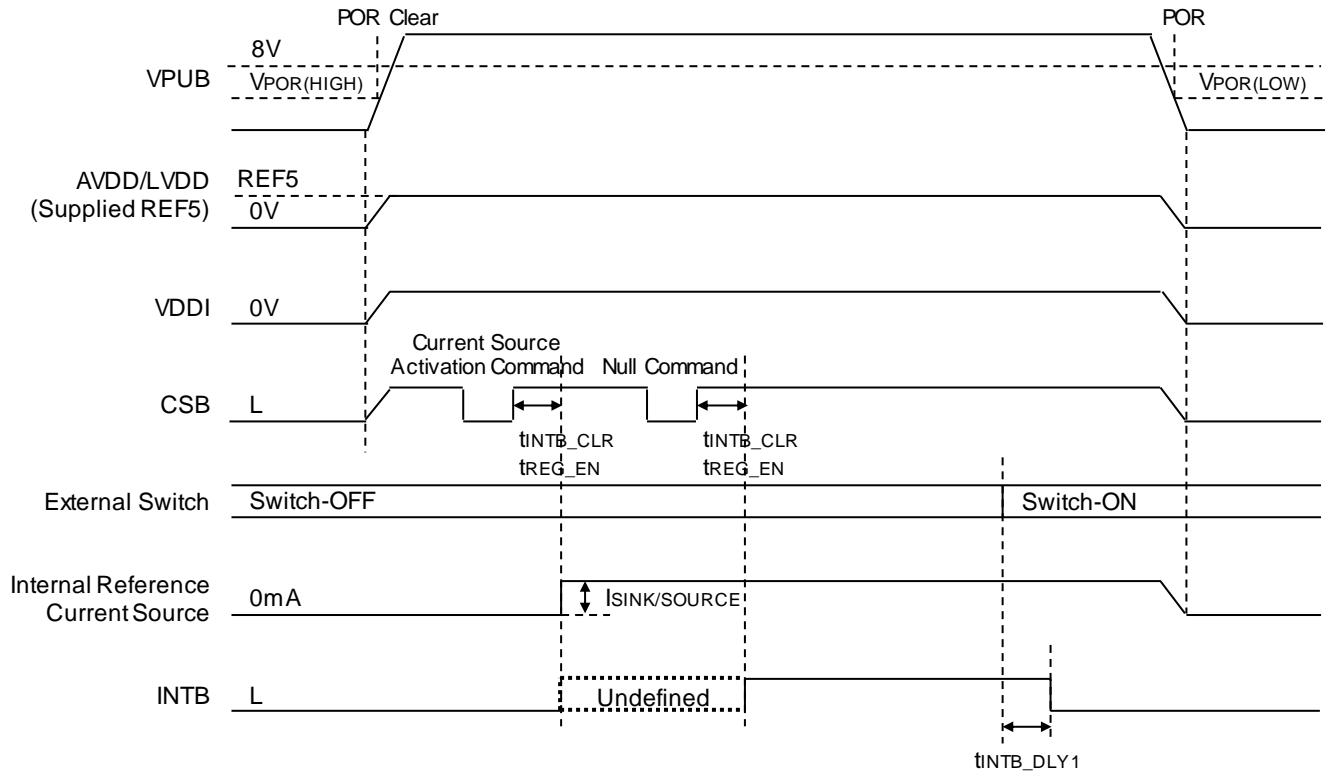 POR Clear
POR
8V
VPUB
VPOR(HIGH)
VPOR(LOW)
AVDD/LVDD
(Supplied REF5)
REF5
0V
VDDI
0V
Current Source
Activation Command
Null Command
CSB
L
tINTB_CLR
tREG_EN
tINTB_CLR
tREG_EN
External Switch
Switch-OFF
Switch-ON
Internal Reference
Current Source
0mA
ISINK/SOURCE
INTB
L
Undefined
tINTB_DLY1